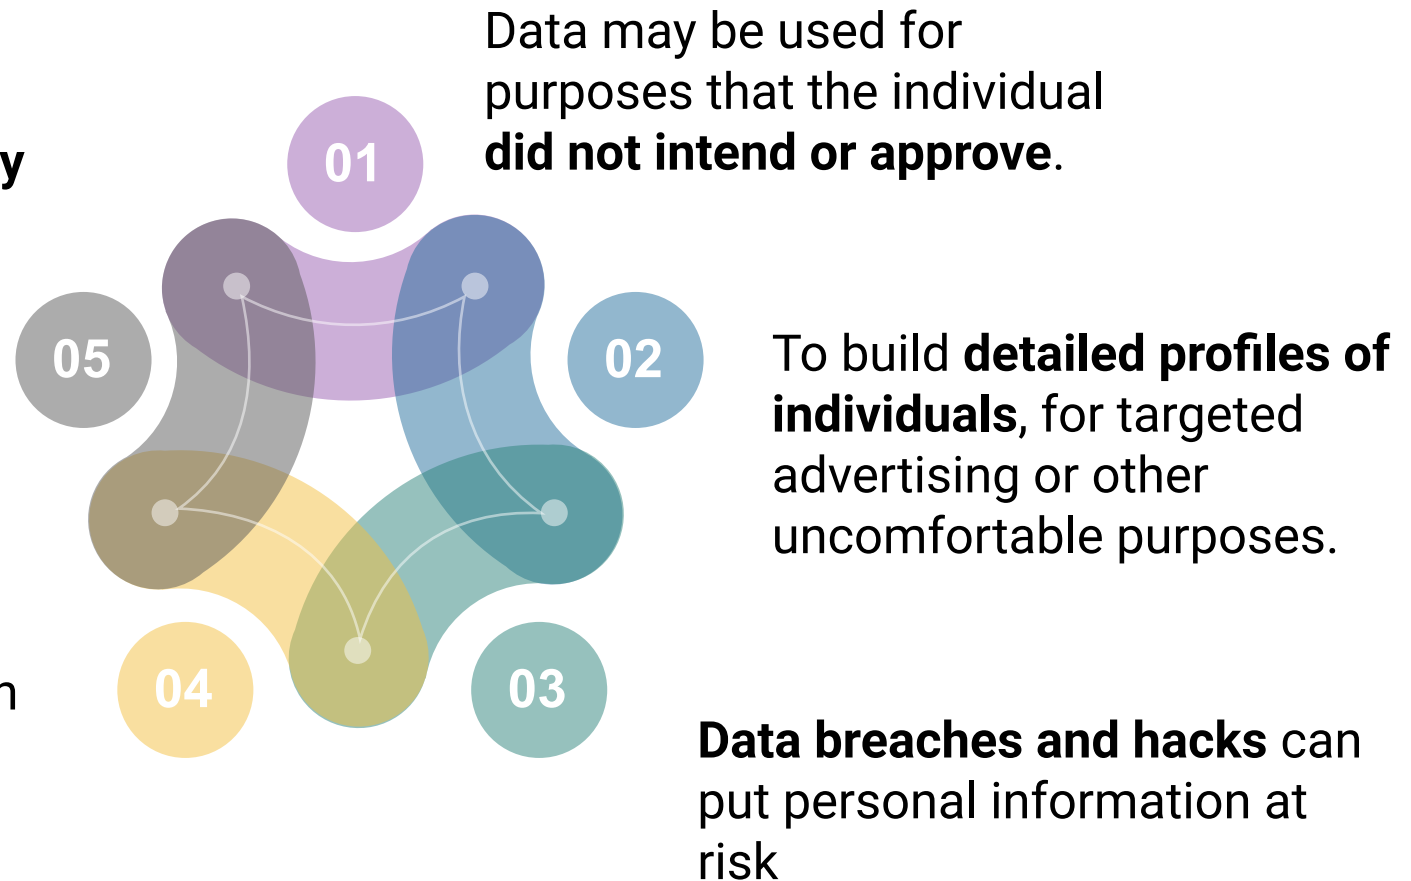 Data may be used for
purposes that the individual
did not intend or approve.
01
y
05
02
To build detailed profiles of
individuals, for targeted
advertising or other
uncomfortable purposes.
04
03
n
Data breaches and hacks can
put personal information at
risk